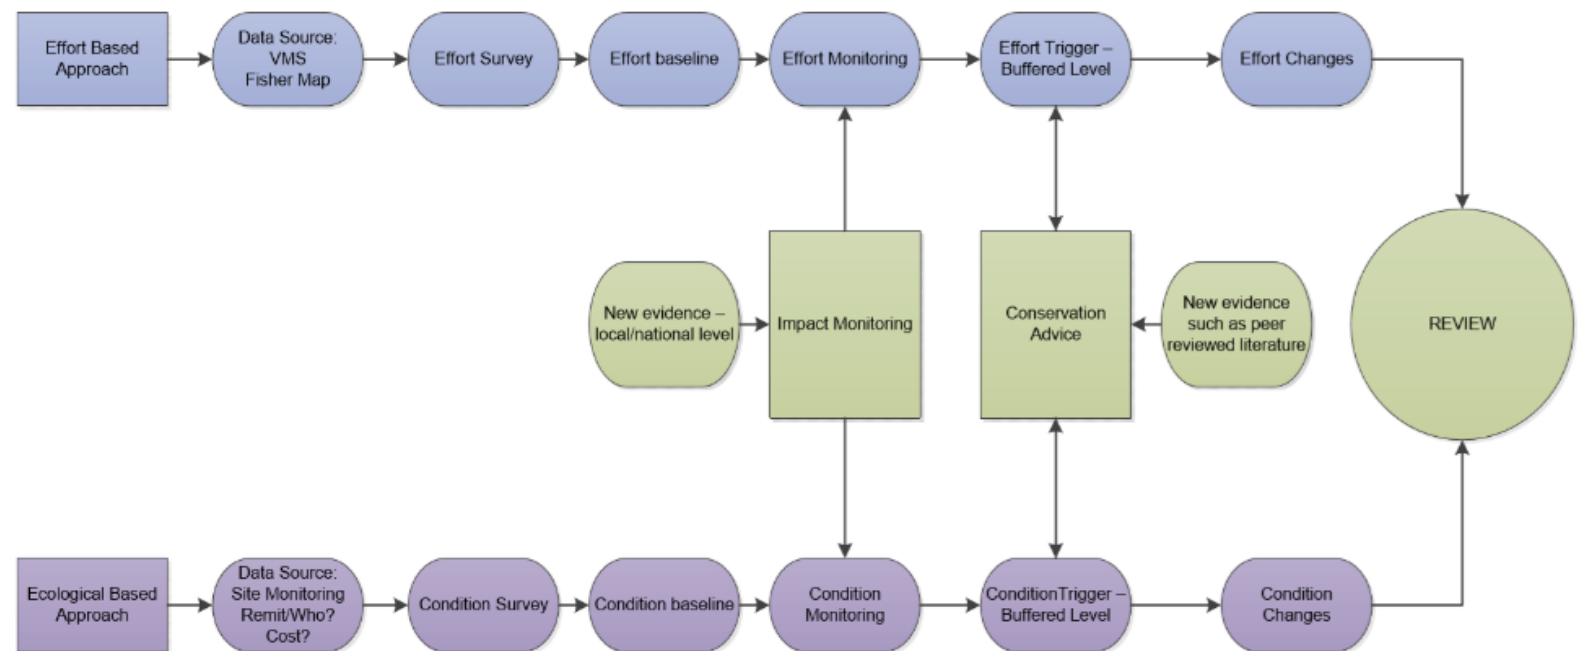 Effort Based
Approach
Data Source:
VMS
Fisher Map
Effort Survey
Effort baseline
Effort Monitoring
Effort Trigger –
Buffered Level
Effort Changes
New evidence –
local/national level
Impact Monitoring
Conservation
Advice
New evidence
such as peer
reviewed literature
REVIEW
Ecological Based
Approach
Data Source:
Site Monitoring
Remit/Who?
Cost?
Condition Survey
Condition baseline
Condition
Monitoring
ConditionTrigger –
Buffered Level
Condition
Changes